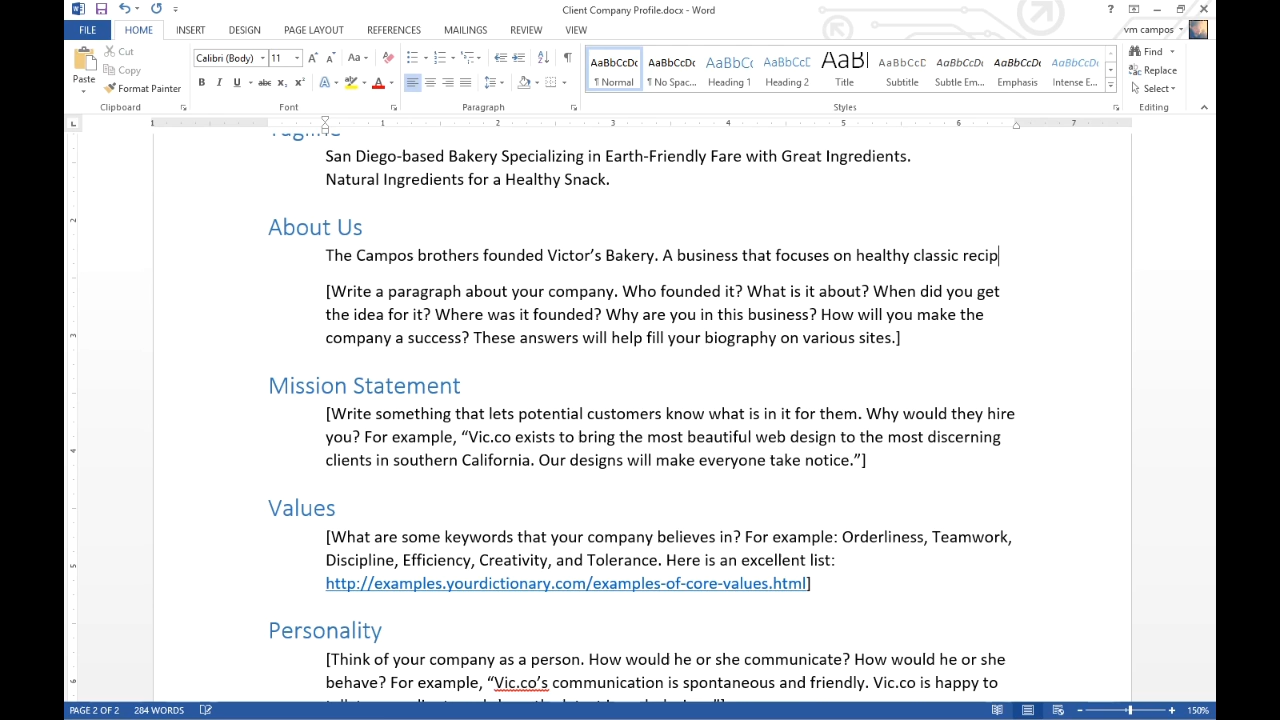 Client Company Profile.docx - Word
vm campos
FILE HOME INSERT DESIGN PAGE LAYOUT REFERENCES MAILINGS REVIEW VIEW
Paste
Cut
Copy
Format Painter
Clipboard
Calibri (Body) 11
Font
Paragraph
AaBbCcDc AaBbCcDc AaBbCc AaBbCcC AaBl AaBbCcD AaBbCcDc AaBbCcDc AaBbCcDc
¶ Normal ¶ No Spac... Heading 1 Heading 2 Title Subtitle Subtle Em... Emphasis Intense E...
Styles
Find
Replace
Select
Editing
1 1 2 3 4 5 6 7
Tagline
San Diego-based Bakery Specializing in Earth-Friendly Fare with Great Ingredients.
Natural Ingredients for a Healthy Snack.
About Us
The Campos brothers founded Victor’s Bakery. A business that focuses on healthy classic recip
[Write a paragraph about your company. Who founded it? What is it about? When did you get
the idea for it? Where was it founded? Why are you in this business? How will you make the
company a success? These answers will help fill your biography on various sites.]
Mission Statement
[Write something that lets potential customers know what is in it for them. Why would they hire
you? For example, “Vic.co exists to bring the most beautiful web design to the most discerning
clients in southern California. Our designs will make everyone take notice.”]
Values
[What are some keywords that your company believes in? For example: Orderliness, Teamwork,
Discipline, Efficiency, Creativity, and Tolerance. Here is an excellent list:
http://examples.yourdictionary.com/examples-of-core-values.html]
Personality
[Think of your company as a person. How would he or she communicate? How would he or she
behave? For example, “Vic.co’s communication is spontaneous and friendly. Vic.co is happy to
PAGE 2 OF 2 284 WORDS 150%